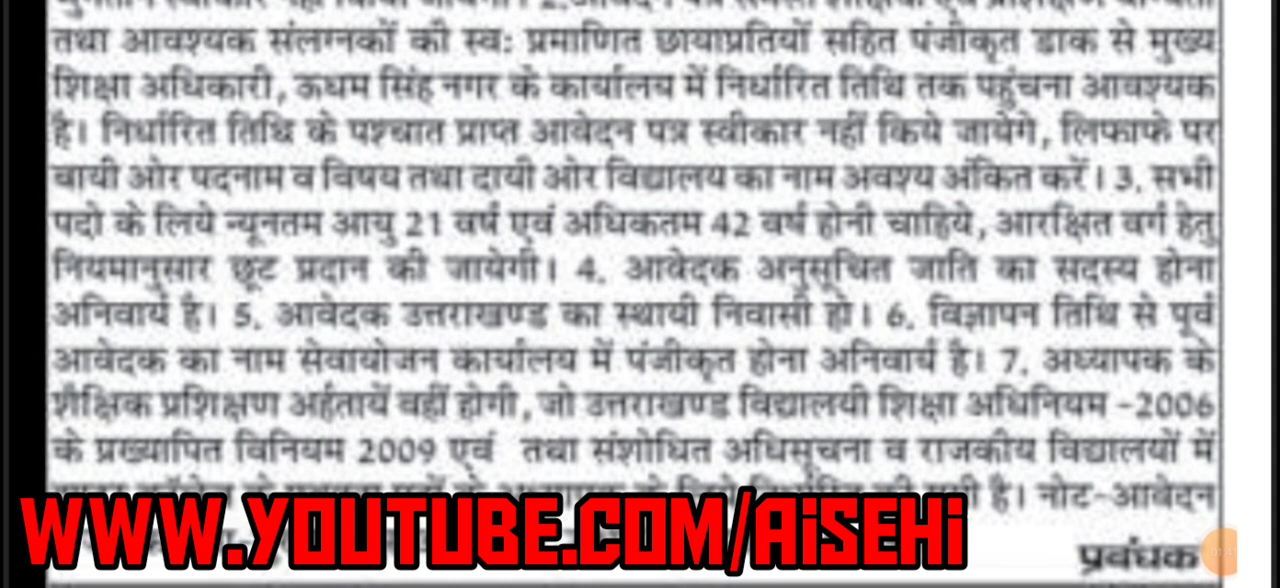 तथा आवश्यक संलग्नकों की स्व: प्रमाणित छायाप्रतियों सहित पंजीकृत डाक से मुख्य
शिक्षा अधिकारी, ऊधम सिंह नगर के कार्यालय में निर्धारित तिथि तक पहुंचना आवश्यक
है। निर्धारित तिथि के पश्चात प्राप्त आवेदन पत्र स्वीकार नहीं किये जायेगे, लिफाफे पर
बायी ओर पदनाम व विषय तथा दायी ओर विद्यालय का नाम अवश्य अंकित करें। 3. सभी
पदो के लिये न्यूनतम आयु 21 वर्ष एवं अधिकतम 42 वर्ष होनी चाहिये, आरक्षित वर्ग हेतु
नियमानुसार छूट प्रदान की जायेगी। 4. आवेदक अनुसूचित जाति का सदस्य होना
अनिवार्य है। 5. आवेदक उत्तराखण्ड का स्थायी निवासी हो। 6. विज्ञापन तिथि से पूर्व
आवेदक का नाम सेवायोजन कार्यालय में पंजीकृत होना अनिवार्य है। 7. अध्यापक के
शैक्षिक प्रशिक्षण अर्हतायें वहीं होगी, जो उत्तराखण्ड विद्यालयी शिक्षा अधिनियम -2006
के प्रख्यापित विनियम 2009 एवं तथा संशोधित अधिसूचना व राजकीय विद्यालयों में
है। नोट-आवेदन
WWW.YOUTUBE.COM/AiSEHi
प्रबंधक